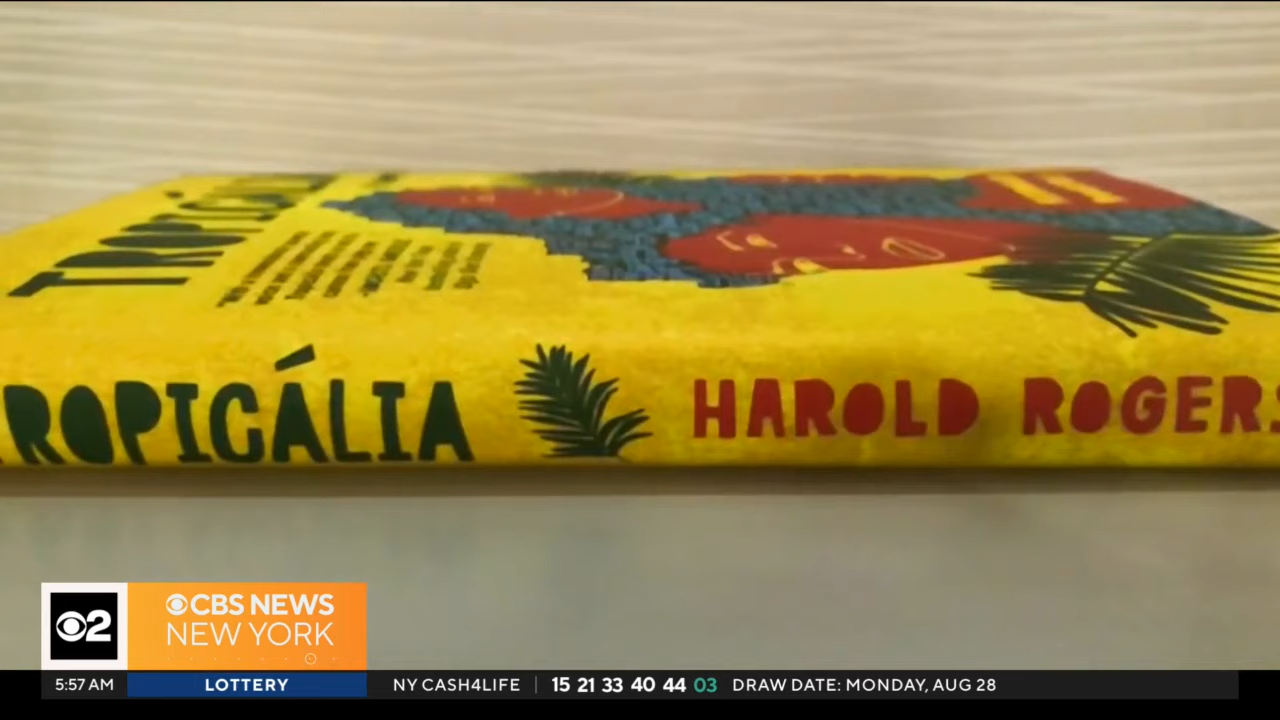 TROPICÁLIA
ROPICÁLIA
HAROLD ROGERS
2
CBS NEWS
NEW YORK
5:57 AM
LOTTERY
NY CASH4LIFE
15 21 33 40 44 03
DRAW DATE: MONDAY, AUG 28